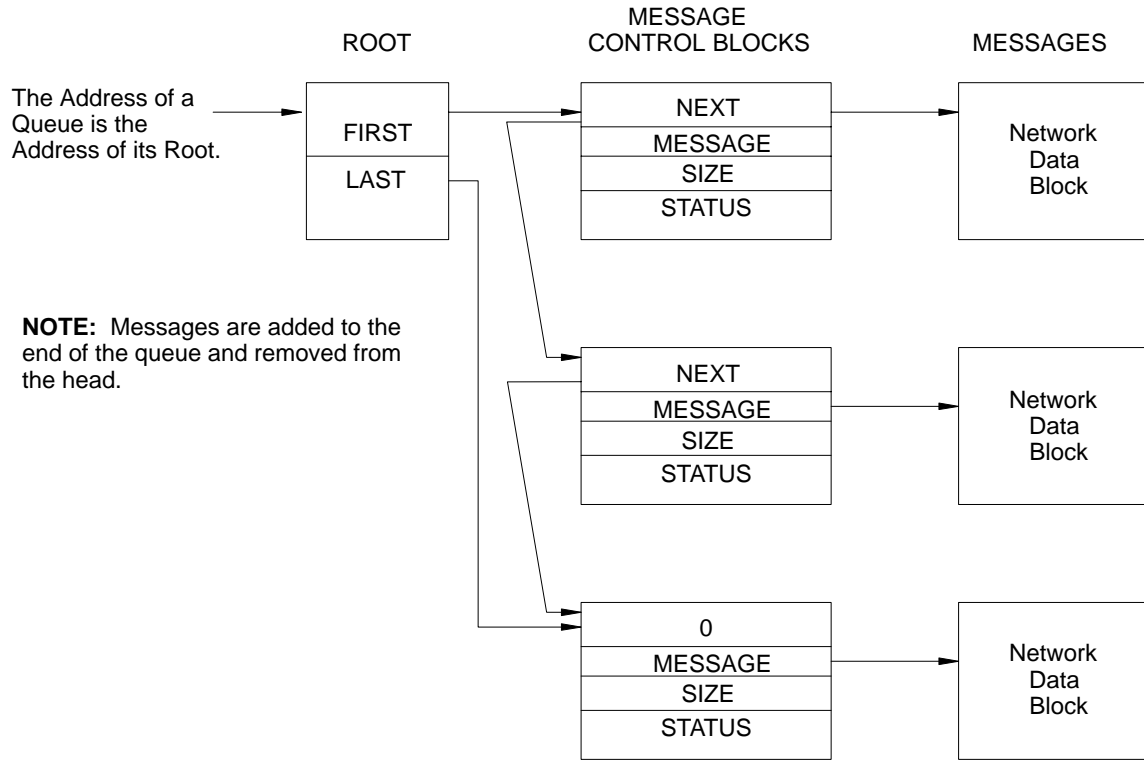 ROOT
MESSAGE
CONTROL BLOCKS
MESSAGES
The Address of a
Queue is the
Address of its Root.
FIRST
LAST
NEXT
MESSAGE
SIZE
STATUS
Network
Data
Block
NOTE: Messages are added to the
end of the queue and removed from
the head.
NEXT
MESSAGE
SIZE
STATUS
Network
Data
Block
0
MESSAGE
SIZE
STATUS
Network
Data
Block